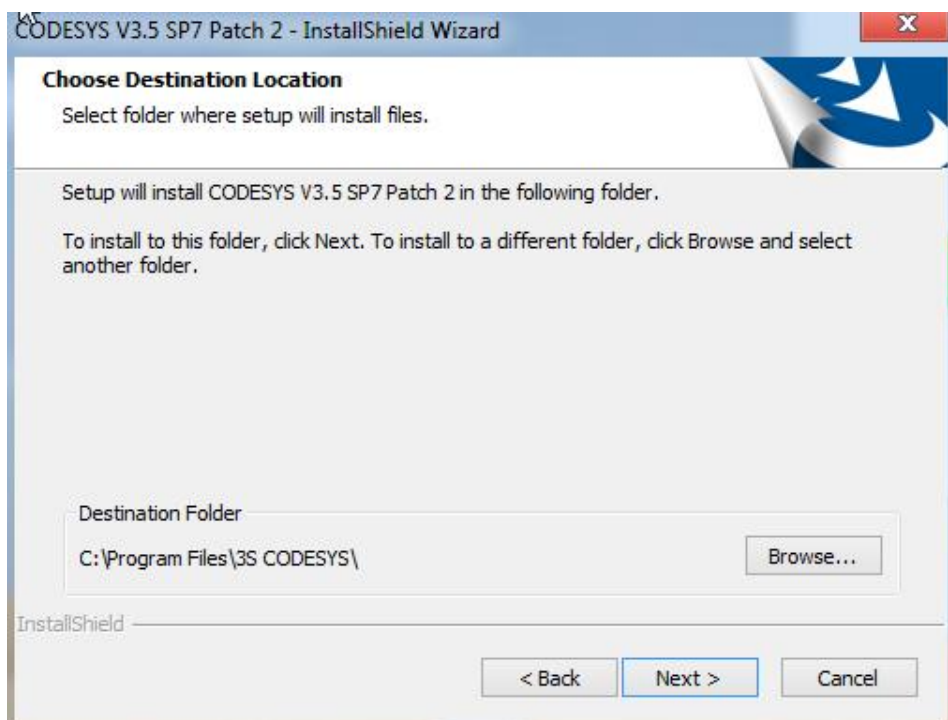 CODESYS V3.5 SP7 Patch 2 - InstallShield Wizard
Choose Destination Location
Select folder where setup will install files.
Setup will install CODESYS V3.5 SP7 Patch 2 in the following folder.
To install to this folder, click Next. To install to a different folder, click Browse and select
another folder.
Destination Folder
C:\Program Files\3S CODESYS\
Browse...
InstallShield
< Back
Next >
Cancel